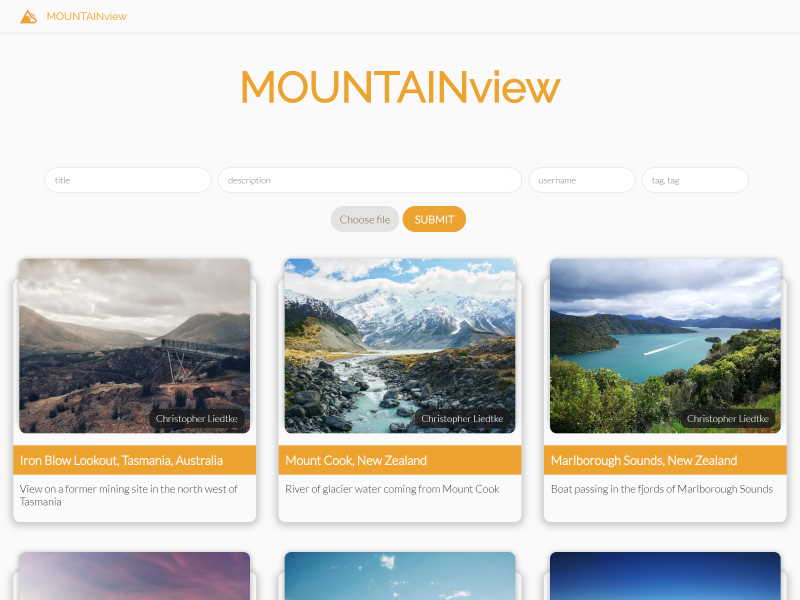 MOUNTAINview
MOUNTAINview
title
description
username
tag, tag
Choose file
SUBMIT
Christopher Liedtke
Iron Blow Lookout, Tasmania, Australia
View on a former mining site in the north west of
Tasmania
Christopher Liedtke
Mount Cook, New Zealand
River of glacier water coming from Mount Cook
Christopher Liedtke
Marlborough Sounds, New Zealand
Boat passing in the fjords of Marlborough Sounds